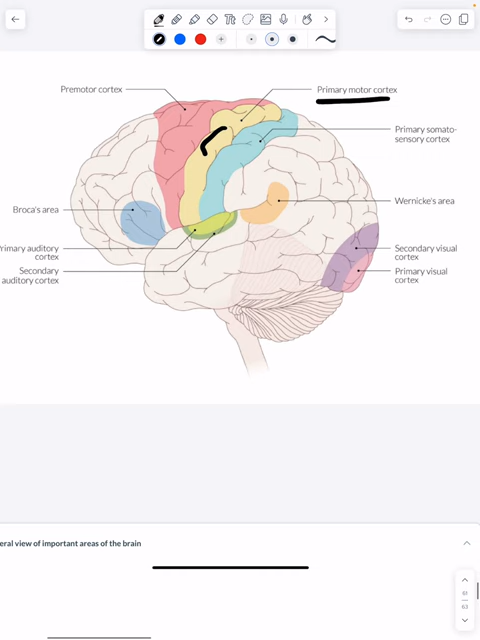 Premotor cortex
Primary motor cortex
Primary somato-
sensory cortex
Broca's area
Wernicke's area
rimary auditory
cortex
Secondary
auditory cortex
Secondary visual
cortex
Primary visual
cortex
eral view of important areas of the brain
61
63